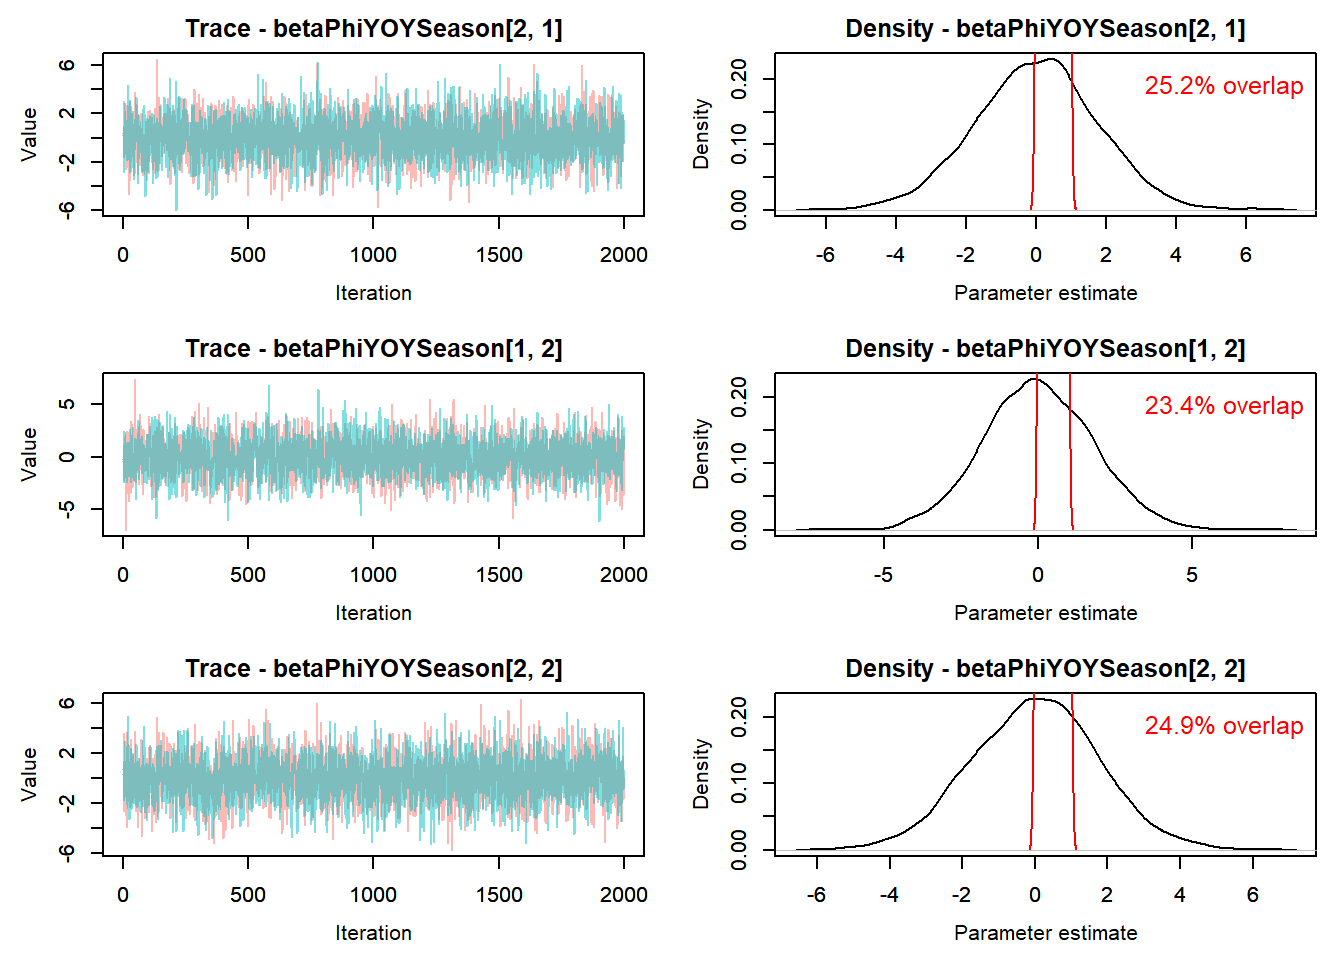 Trace - betaPhiYOYSeason[2, 1]
Value
6
2
-2
-6
0 500 1000 1500 2000
Iteration
Density - betaPhiYOYSeason[2, 1]
25.2% overlap
Density
0.20
0.10
0.00
-6 -4 -2 0 2 4 6
Parameter estimate
Trace - betaPhiYOYSeason[1, 2]
Value
5
0
-5
0 500 1000 1500 2000
Iteration
Density - betaPhiYOYSeason[1, 2]
23.4% overlap
Density
0.20
0.10
0.00
-5 0 5
Parameter estimate
Trace - betaPhiYOYSeason[2, 2]
Value
6
2
-2
-6
0 500 1000 1500 2000
Iteration
Density - betaPhiYOYSeason[2, 2]
24.9% overlap
Density
0.20
0.10
0.00
-6 -4 -2 0 2 4 6
Parameter estimate